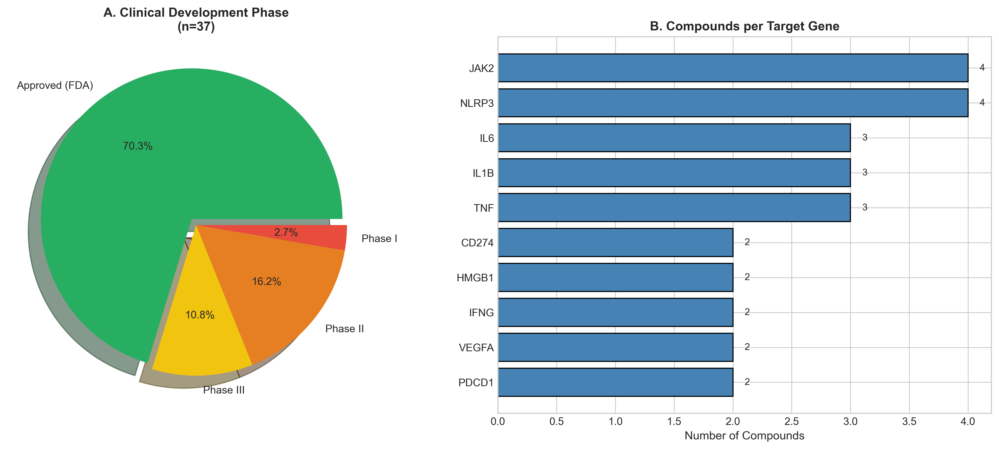 A. Clinical Development Phase
(n=37)
Approved (FDA)
70.3%
2.7%
Phase I
16.2%
10.8%
Phase II
Phase III
B. Compounds per Target Gene
JAK2
4
NLRP3
4
IL6
3
IL1B
3
TNF
3
CD274
2
HMGB1
2
IFNG
2
VEGFA
2
PDCD1
2
0.0 0.5 1.0 1.5 2.0 2.5 3.0 3.5 4.0
Number of Compounds